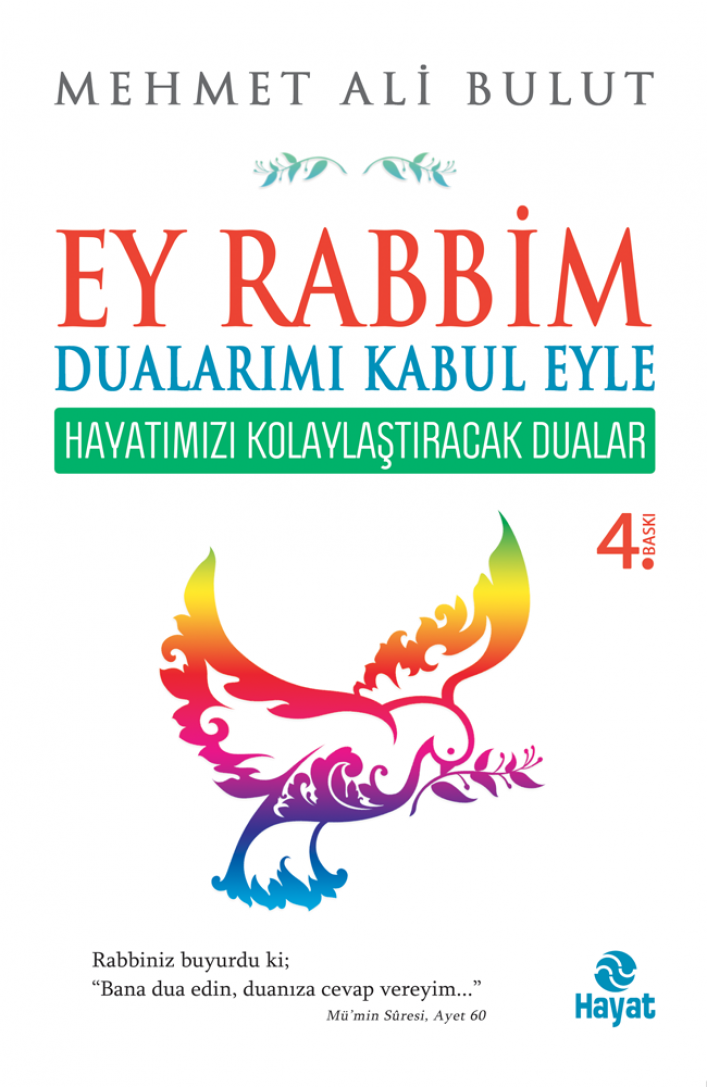 MEHMET ALİ BULUT
EY RABBİM
DUALARIMI KABUL EYLE
HAYATIMIZI KOLAYLAŞTIRACAK DUALAR
4. BASKI
Rabbiniz buyurdu ki;
“Bana dua edin, duanıza cevap vereyim...”
Mü’min Sûresi, Ayet 60
Hayat